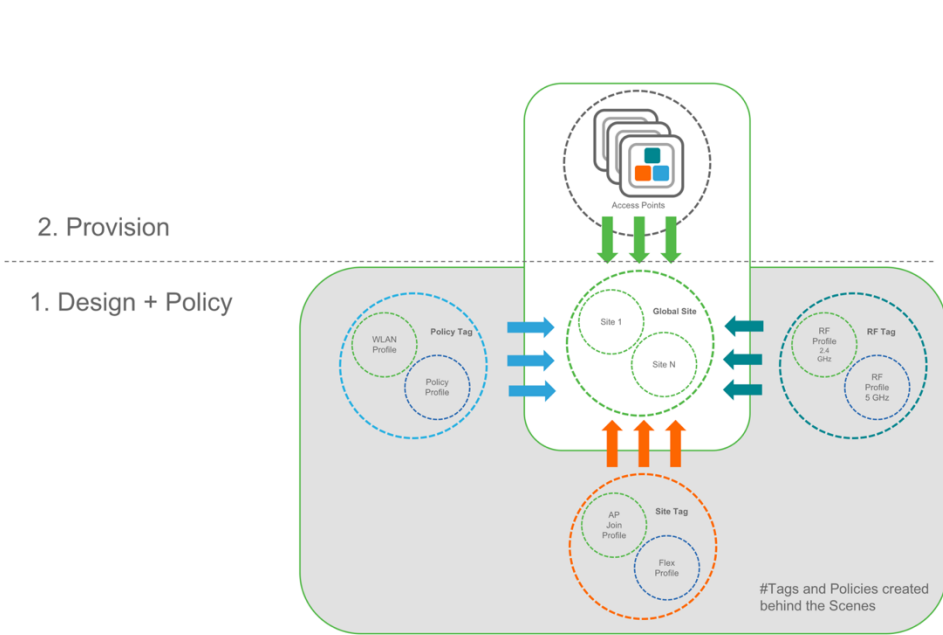 Access Points
2. Provision
1. Design + Policy
Policy Tag
WLAN
Profile
Policy
Profile
Global Site
Site 1
Site N
RF Tag
RF
Profile
2.4
GHz
RF
Profile
5 GHz
Site Tag
AP
Join
Profile
Flex
Profile
#Tags and Policies created
behind the Scenes